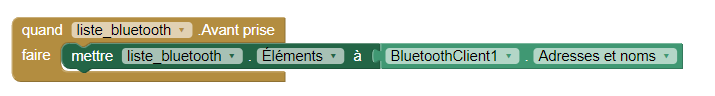 quand liste_bluetooth .Avant prise
faire mettre liste_bluetooth . Éléments à BluetoothClient1 . Adresses et noms